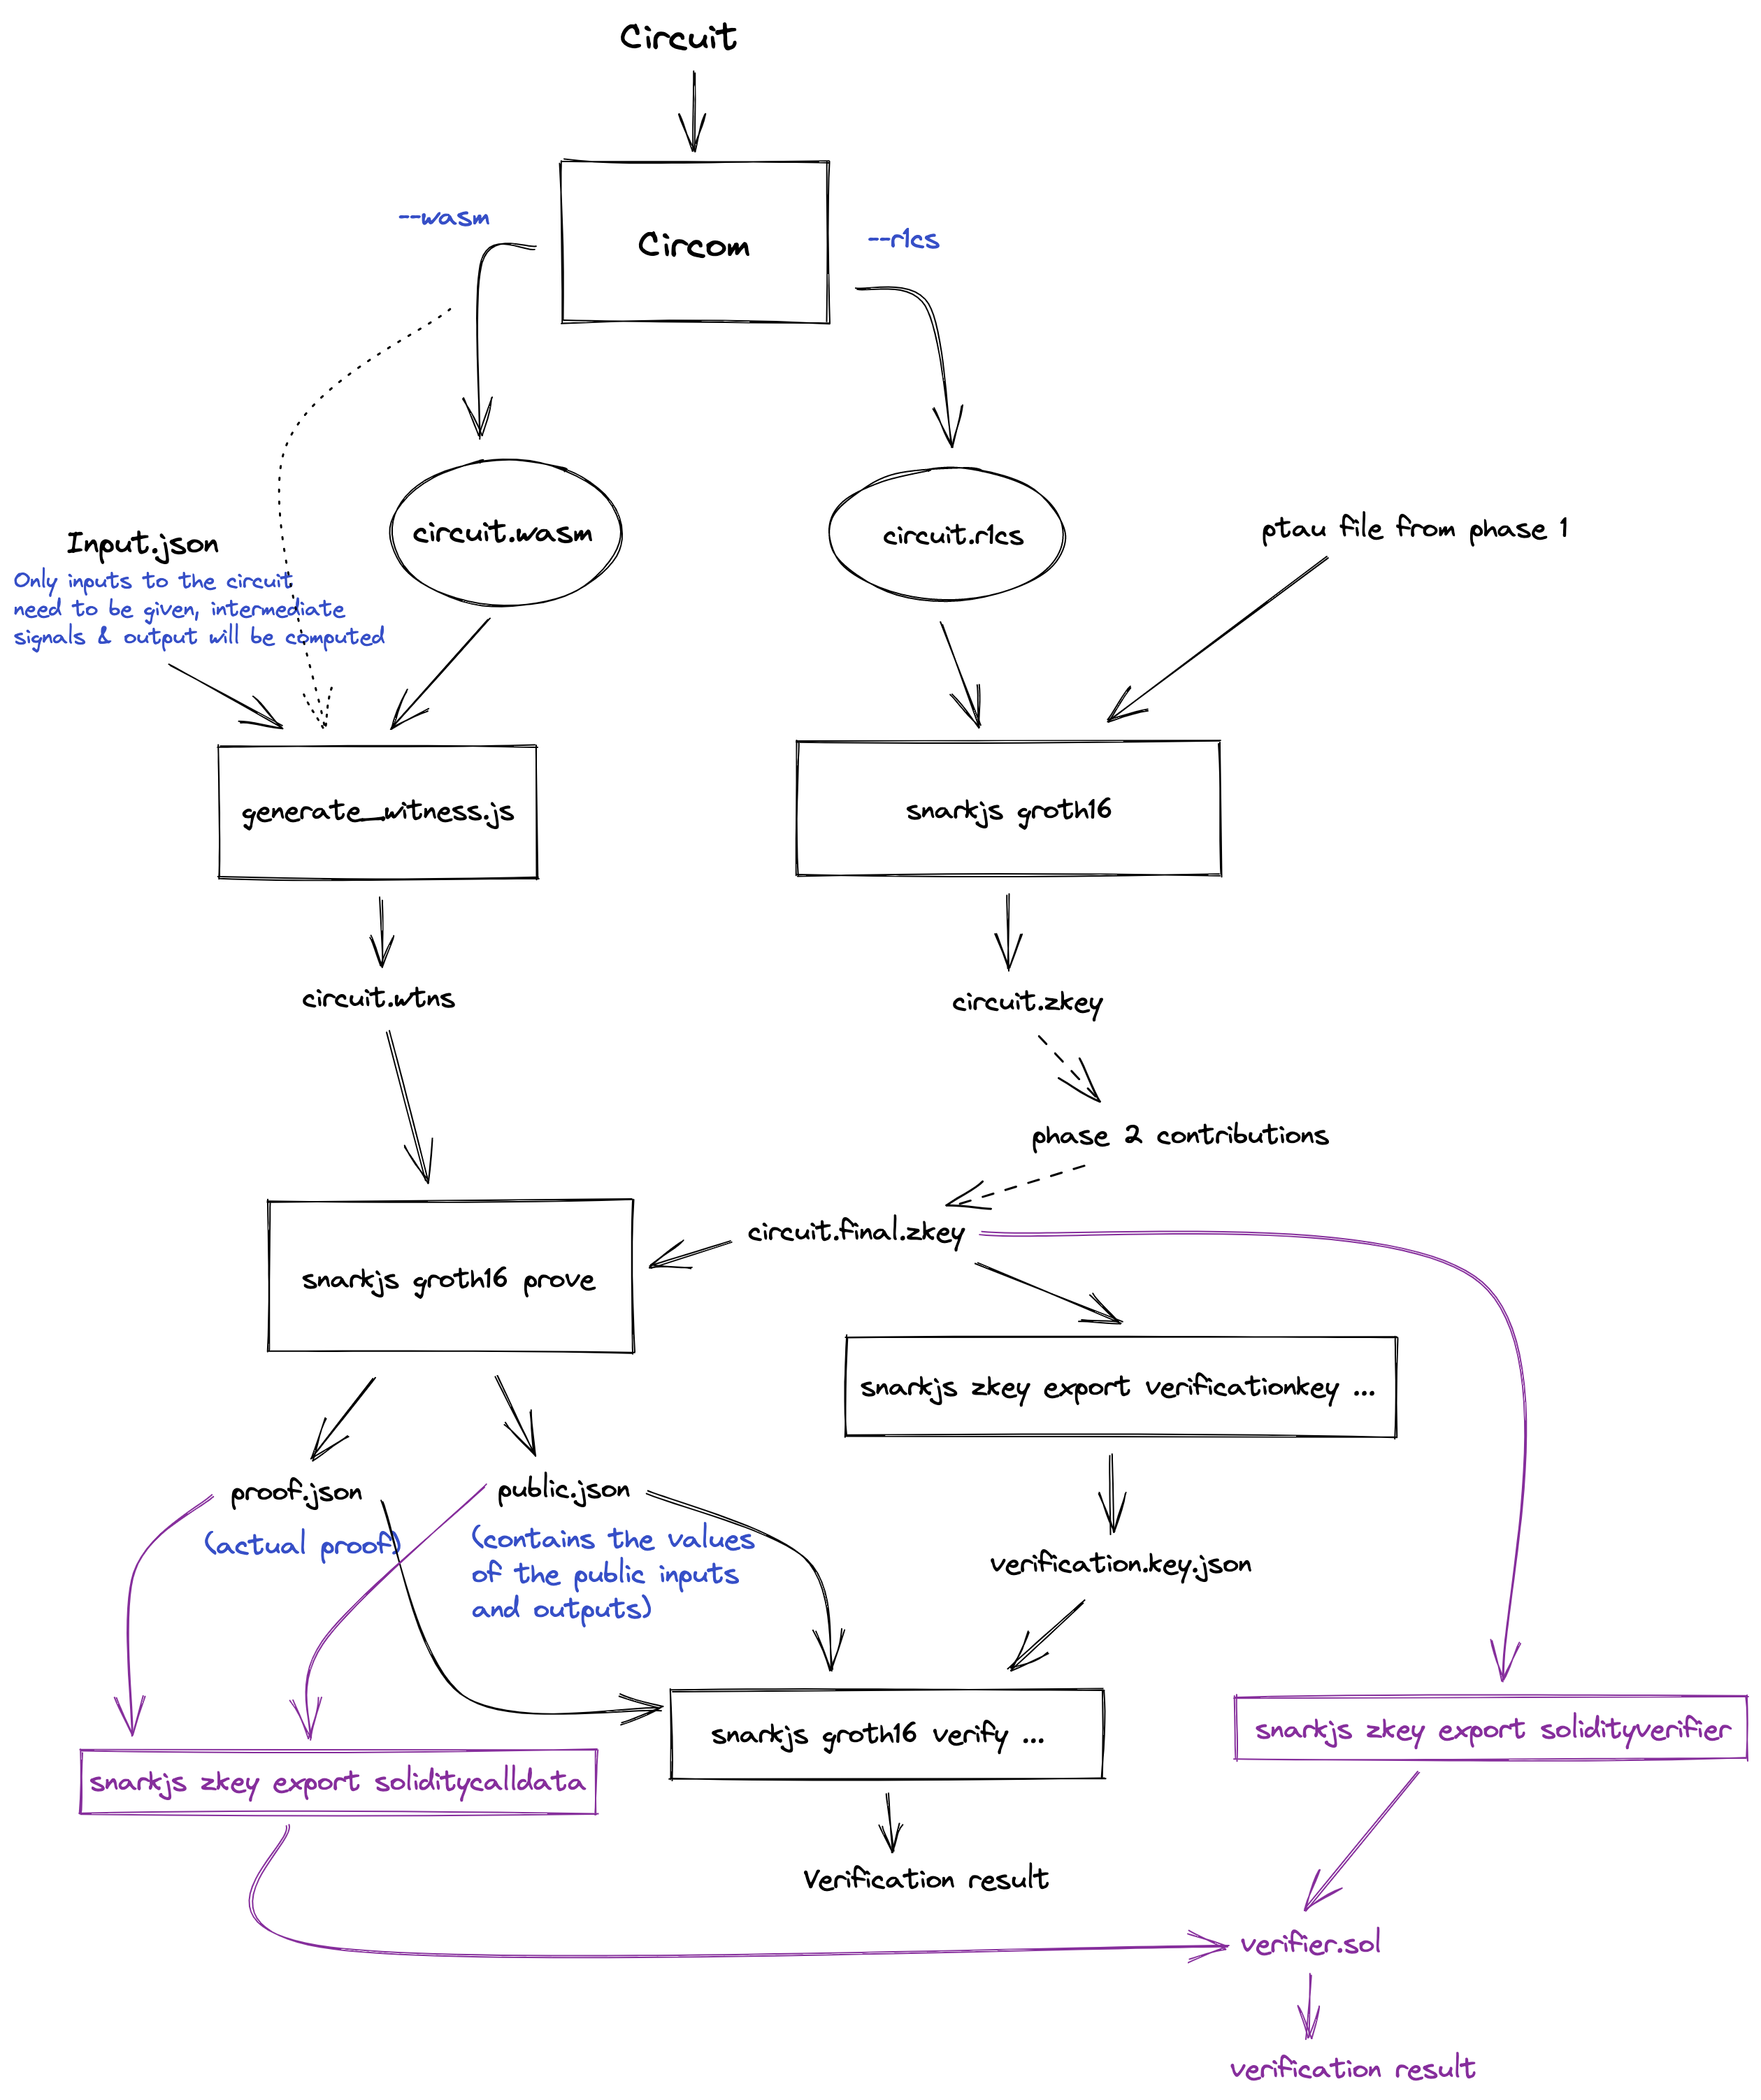 Circuit
--wasm
Circom
--r1cs
circuit.wasm
circuit.r1cs
ptau file from phase 1
Input.json
Only inputs to the circuit
need to be given, intermediate
signals & output will be computed
generate_witness.js
snarkjs groth16
circuit.wtns
circuit.zkey
phase 2 contributions
circuit.final.zkey
snarkjs groth16 prove
snarkjs zkey export verificationkey ...
proof.json
(actual proof)
public.json
(contains the values
of the public inputs
and outputs)
verification.key.json
snarkjs groth16 verify ...
snarkjs zkey export solidityverifier
snarkjs zkey export soliditycalldata
Verification result
verifier.sol
verification result